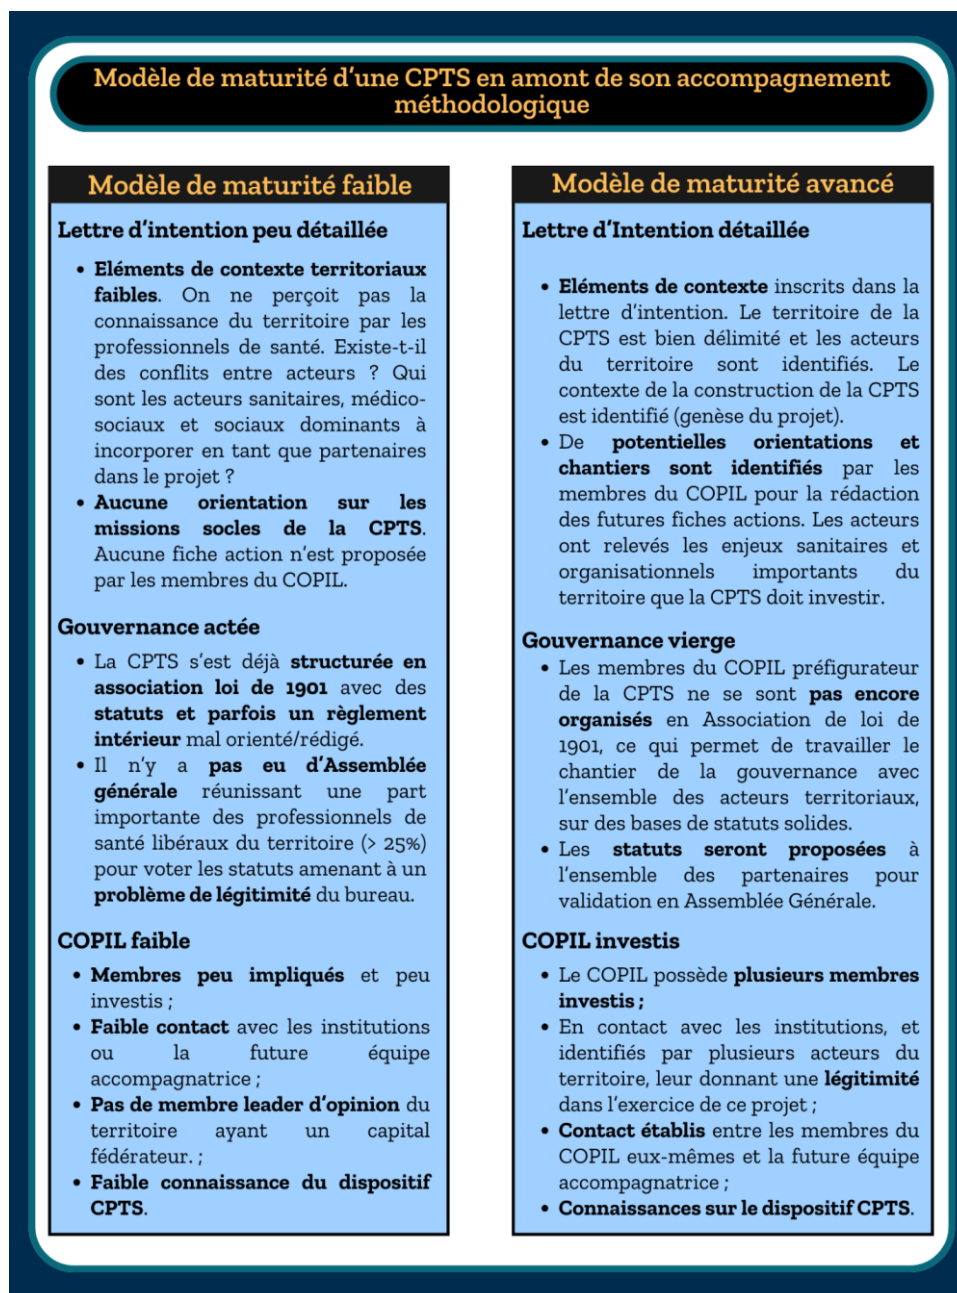 Modèle de maturité d'une CPTS en amont de son accompagnement
méthodologique
Modèle de maturité faible
Lettre d'intention peu détaillée
• Eléments de contexte territoriaux
faibles. On ne perçoit pas la
connaissance du territoire par les
professionnels de santé. Existe-t-il
des conflits entre acteurs ? Qui
sont les acteurs sanitaires, médico-
sociaux et sociaux dominants à
incorporer en tant que partenaires
dans le projet ?
• Aucune orientation sur les
missions socles de la CPTS.
Aucune fiche action n'est proposée
par les membres du COPIL.
Gouvernance actée
• La CPTS s'est déjà structurée en
association loi de 1901 avec des
statuts et parfois un règlement
intérieur mal orienté/rédigé.
• Il n'y a pas eu d'Assemblée
générale réunissant une part
importante des professionnels de
santé libéraux du territoire (> 25%)
pour voter les statuts amenant à un
problème de légitimité du bureau.
COPIL faible
• Membres peu impliqués et peu
investis ;
• Faible contact avec les institutions
ou la future équipe
accompagnatrice ;
• Pas de membre leader d'opinion du
territoire ayant un capital
fédérateur. ;
• Faible connaissance du dispositif
CPTS.
Modèle de maturité avancé
Lettre d'Intention détaillée
• Eléments de contexte inscrits dans la
lettre d'intention. Le territoire de la
CPTS est bien délimité et les acteurs
du territoire sont identifiés. Le
contexte de la construction de la CPTS
est identifié (genèse du projet).
• De potentielles orientations et
chantiers sont identifiés par les
membres du COPIL pour la rédaction
des futures fiches actions. Les acteurs
ont relevés les enjeux sanitaires et
organisationnels importants du
territoire que la CPTS doit investir.
Gouvernance vierge
• Les membres du COPIL préfigurateur
de la CPTS ne se sont pas encore
organisés en Association de loi de
1901, ce qui permet de travailler le
chantier de la gouvernance avec
l'ensemble des acteurs territoriaux,
sur des bases de statuts solides.
• Les statuts seront proposées à
l'ensemble des partenaires pour
validation en Assemblée Générale.
COPIL investis
• Le COPIL possède plusieurs membres
investis ;
• En contact avec les institutions, et
identifiés par plusieurs acteurs du
territoire, leur donnant une légitimité
dans l'exercice de ce projet ;
• Contact établis entre les membres du
COPIL eux-mêmes et la future équipe
accompagnatrice ;
• Connaissances sur le dispositif CPTS.